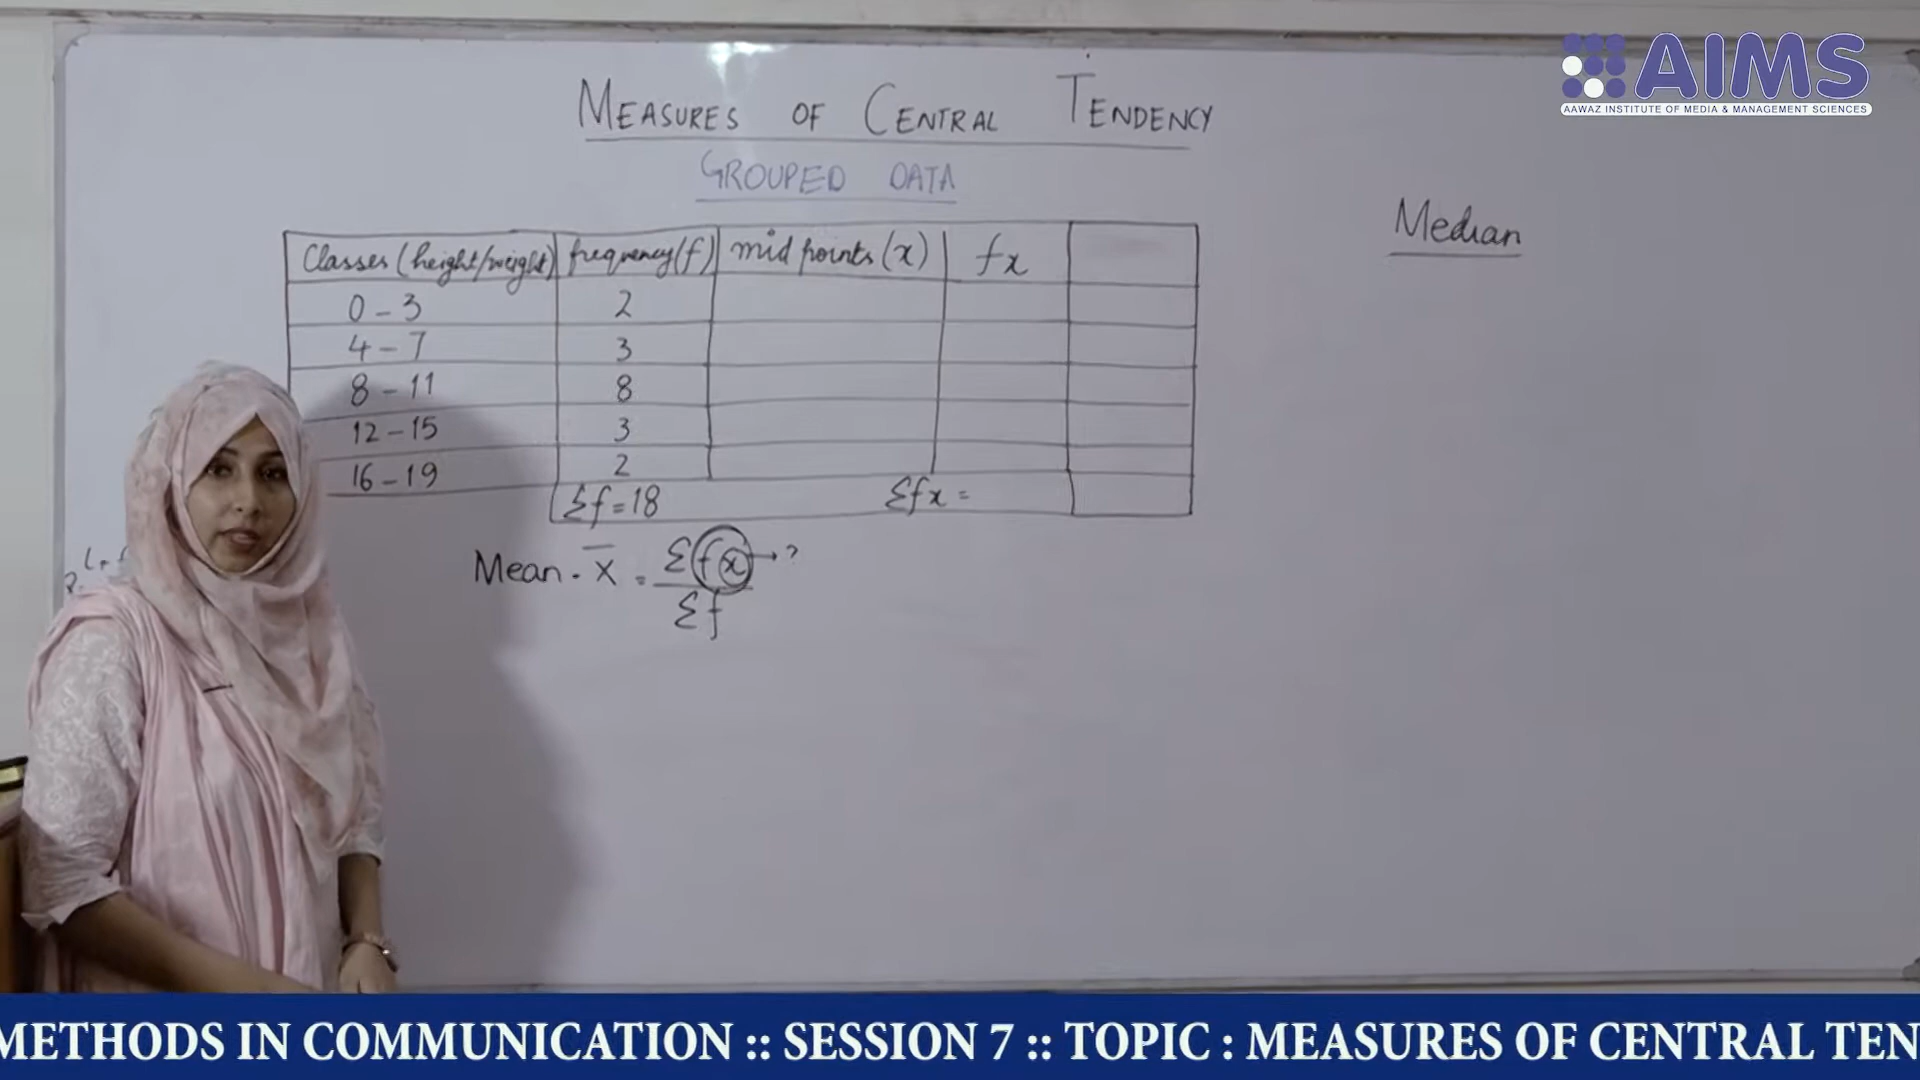 AIMS
AAWAZ INSTITUTE OF MEDIA & MANAGEMENT SCIENCES
MEASURES OF CENTRAL TENDENCY
GROUPED DATA
Median
Classes (height/weight) frequency (f) mid points (x) fx
0 - 3 2
4 - 7 3
8 - 11 8
12 - 15 3
16 - 19 2
Σf = 18 Σfx =
Mean. x̄ = Σfx → ?
Σf
METHODS IN COMMUNICATION :: SESSION 7 :: TOPIC : MEASURES OF CENTRAL TEN